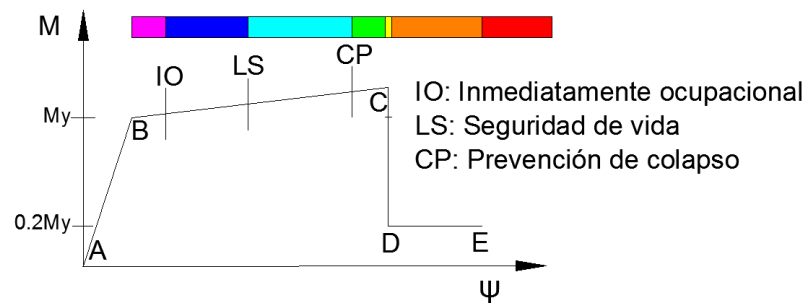 M
IO
LS
CP
My
B
C
IO: Inmediatamente ocupacional
LS: Seguridad de vida
CP: Prevención de colapso
0.2My
A
D
E
Ψ